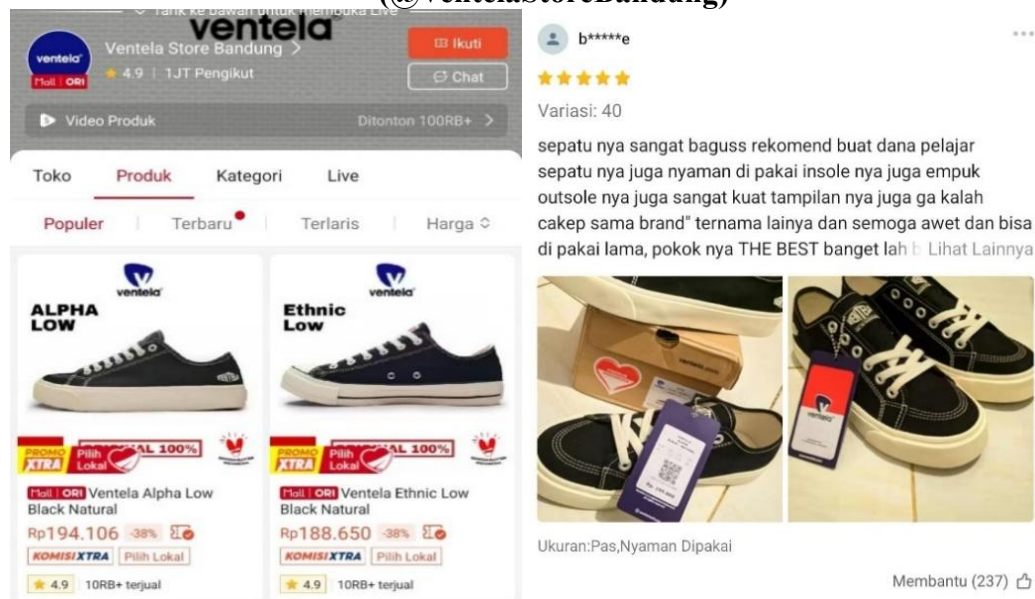 (@VentelaStoreBandung)
Tarik ke bawah untuk membuka Live
ventela
ventela
Ventela Store Bandung >
Ikuti
4.9 | 1JT Pengikut
Mall | ORI
Chat
Video Produk
Ditonton 100RB+ >
Toko Produk Kategori Live
Populer Terbaru Terlaris Harga
ventela
ALPHA
LOW
PROMO
XTRA
Pilih
Lokal
AL 100%
Mall | ORI Ventela Alpha Low
Black Natural
Rp194.106 -38%
KOMISI XTRA Pilih Lokal
4.9 10RB+ terjual
ventela
Ethnic
Low
PROMO
XTRA
Pilih
Lokal
AL 100%
Mall | ORI Ventela Ethnic Low
Black Natural
Rp188.650 -38%
KOMISI XTRA Pilih Lokal
4.9 10RB+ terjual
b*****e
Variasi: 40
sepatu nya sangat baguss rekomend buat dana pelajar
sepatu nya juga nyaman di pakai insole nya juga empuk
outsole nya juga sangat kuat tampilan nya juga ga kalah
cakep sama brand" ternama lainya dan semoga awet dan bisa
di pakai lama, pokok nya THE BEST banget lah b Lihat Lainnya
ventela
Ukuran:Pas,Nyaman Dipakai
Membantu (237)